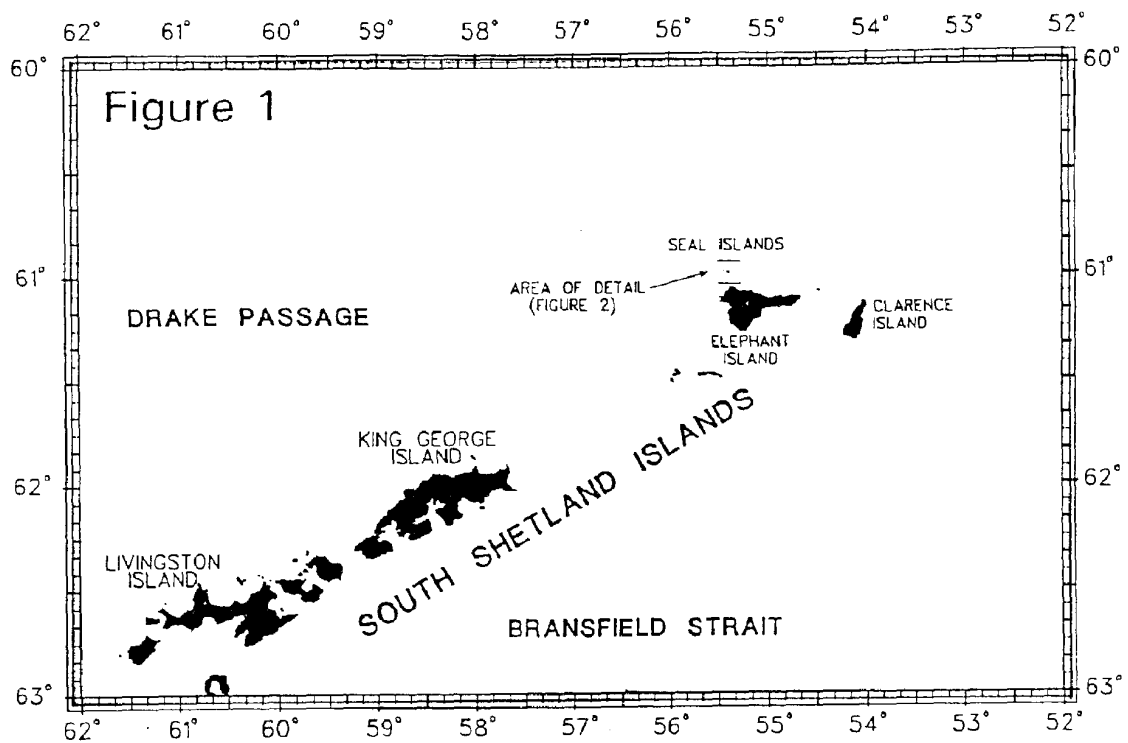 62° 61° 60° 59° 58° 57° 56° 55° 54° 53° 52°
60° 60°
Figure 1
SEAL ISLANDS
61° 61°
AREA OF DETAIL
(FIGURE 2)
DRAKE PASSAGE
CLARENCE
ISLAND
ELEPHANT
ISLAND
KING GEORGE
ISLAND
62° 62°
SOUTH SHETLAND ISLANDS
LIVINGSTON
ISLAND
BRANSFIELD STRAIT
63° 63°
62° 61° 60° 59° 58° 57° 56° 55° 54° 53° 52°